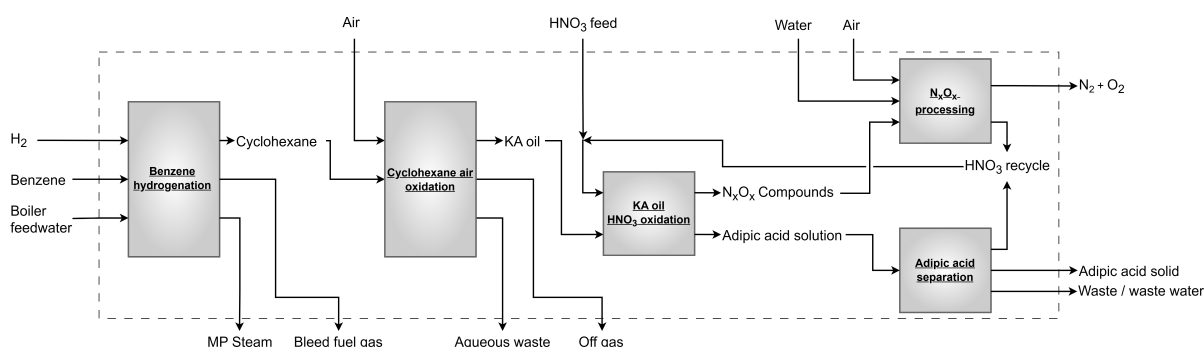 Air
HNO3 feed
Water
Air
NxOx-
processing
N2 + O2
H2
Cyclohexane
KA oil
Benzene
hydrogenation
Cyclohexane air
oxidation
HNO3 recycle
Benzene
KA oil
HNO3 oxidation
NxOx Compounds
Boiler
feedwater
Adipic acid solution
Adipic acid
separation
Adipic acid solid
Waste / waste water
MP Steam
Bleed fuel gas
Aqueous waste
Off gas